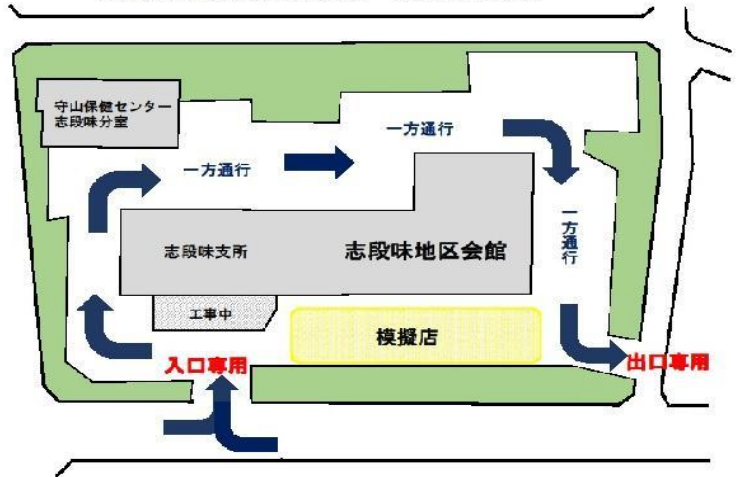 守山保健センター
志段味分室
一方通行
一方通行
一方通行
志段味支所
志段味地区会館
工事中
模擬店
入口専用
出口専用